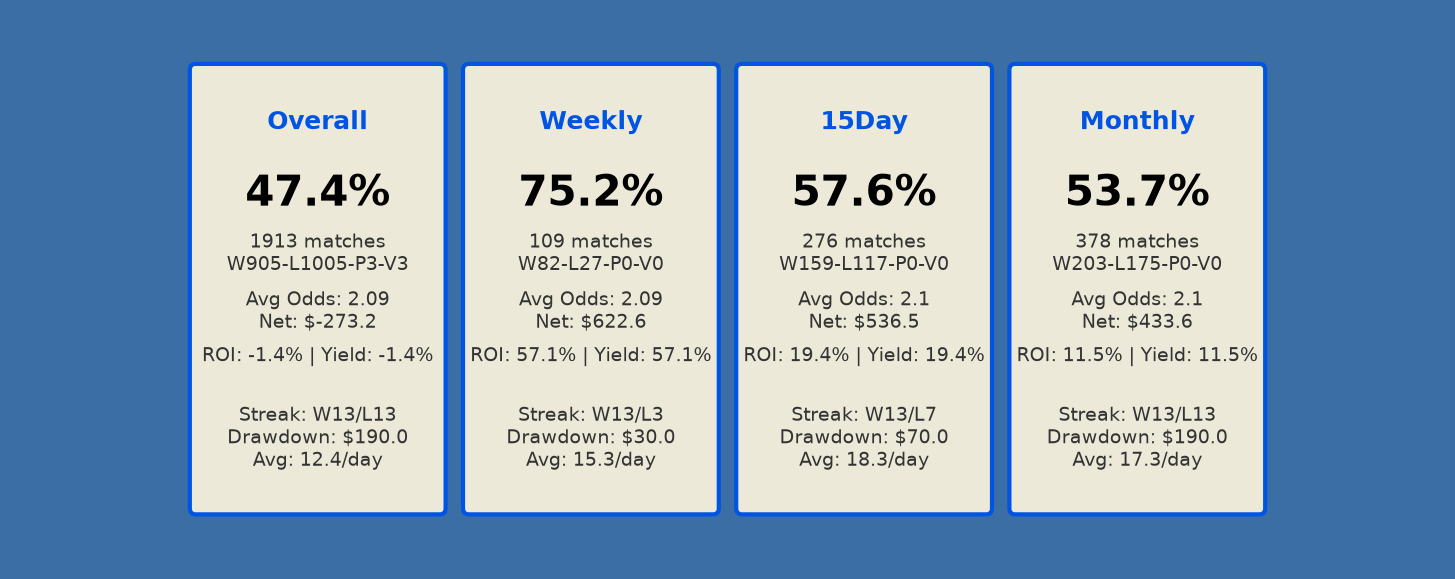 Overall
47.4%
1913 matches
W905-L1005-P3-V3
Avg Odds: 2.09
Net: $-273.2
ROI: -1.4% | Yield: -1.4%
Streak: W13/L13
Drawdown: $190.0
Avg: 12.4/day
Weekly
75.2%
109 matches
W82-L27-P0-V0
Avg Odds: 2.09
Net: $622.6
ROI: 57.1% | Yield: 57.1%
Streak: W13/L3
Drawdown: $30.0
Avg: 15.3/day
15Day
57.6%
276 matches
W159-L117-P0-V0
Avg Odds: 2.1
Net: $536.5
ROI: 19.4% | Yield: 19.4%
Streak: W13/L7
Drawdown: $70.0
Avg: 18.3/day
Monthly
53.7%
378 matches
W203-L175-P0-V0
Avg Odds: 2.1
Net: $433.6
ROI: 11.5% | Yield: 11.5%
Streak: W13/L13
Drawdown: $190.0
Avg: 17.3/day